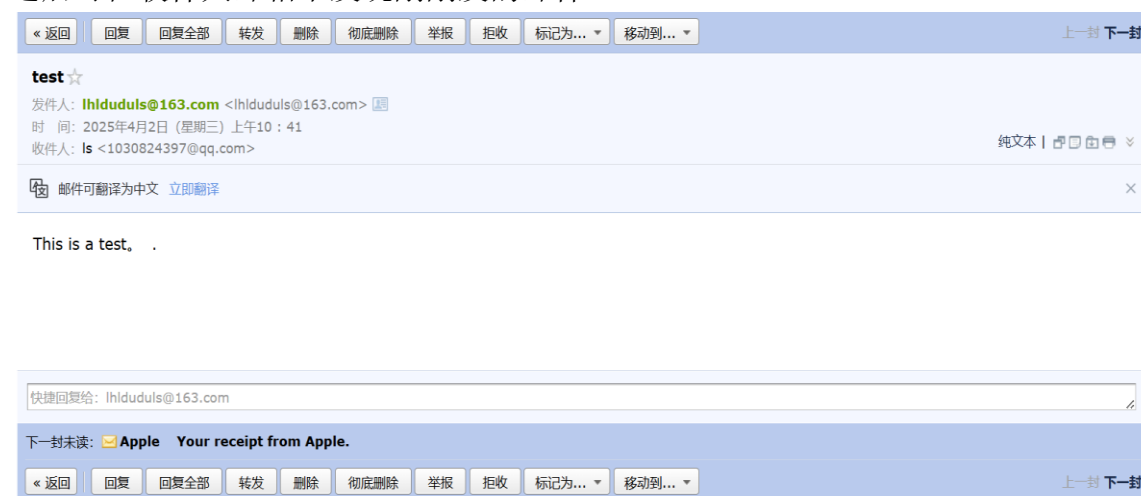 « 返回 回复 回复全部 转发 删除 彻底删除 举报 拒收 标记为... 移动到... 上一封 下一封
test
发件人: lhlduduls@163.com <lhlduduls@163.com>
时 间: 2025年4月2日 (星期三) 上午10:41
收件人: ls <1030824397@qq.com>
纯文本 |
邮件可翻译为中文 立即翻译
This is a test。 .
快捷回复给: lhlduduls@163.com
下一封未读: Apple Your receipt from Apple.
« 返回 回复 回复全部 转发 删除 彻底删除 举报 拒收 标记为... 移动到... 上一封 下一封